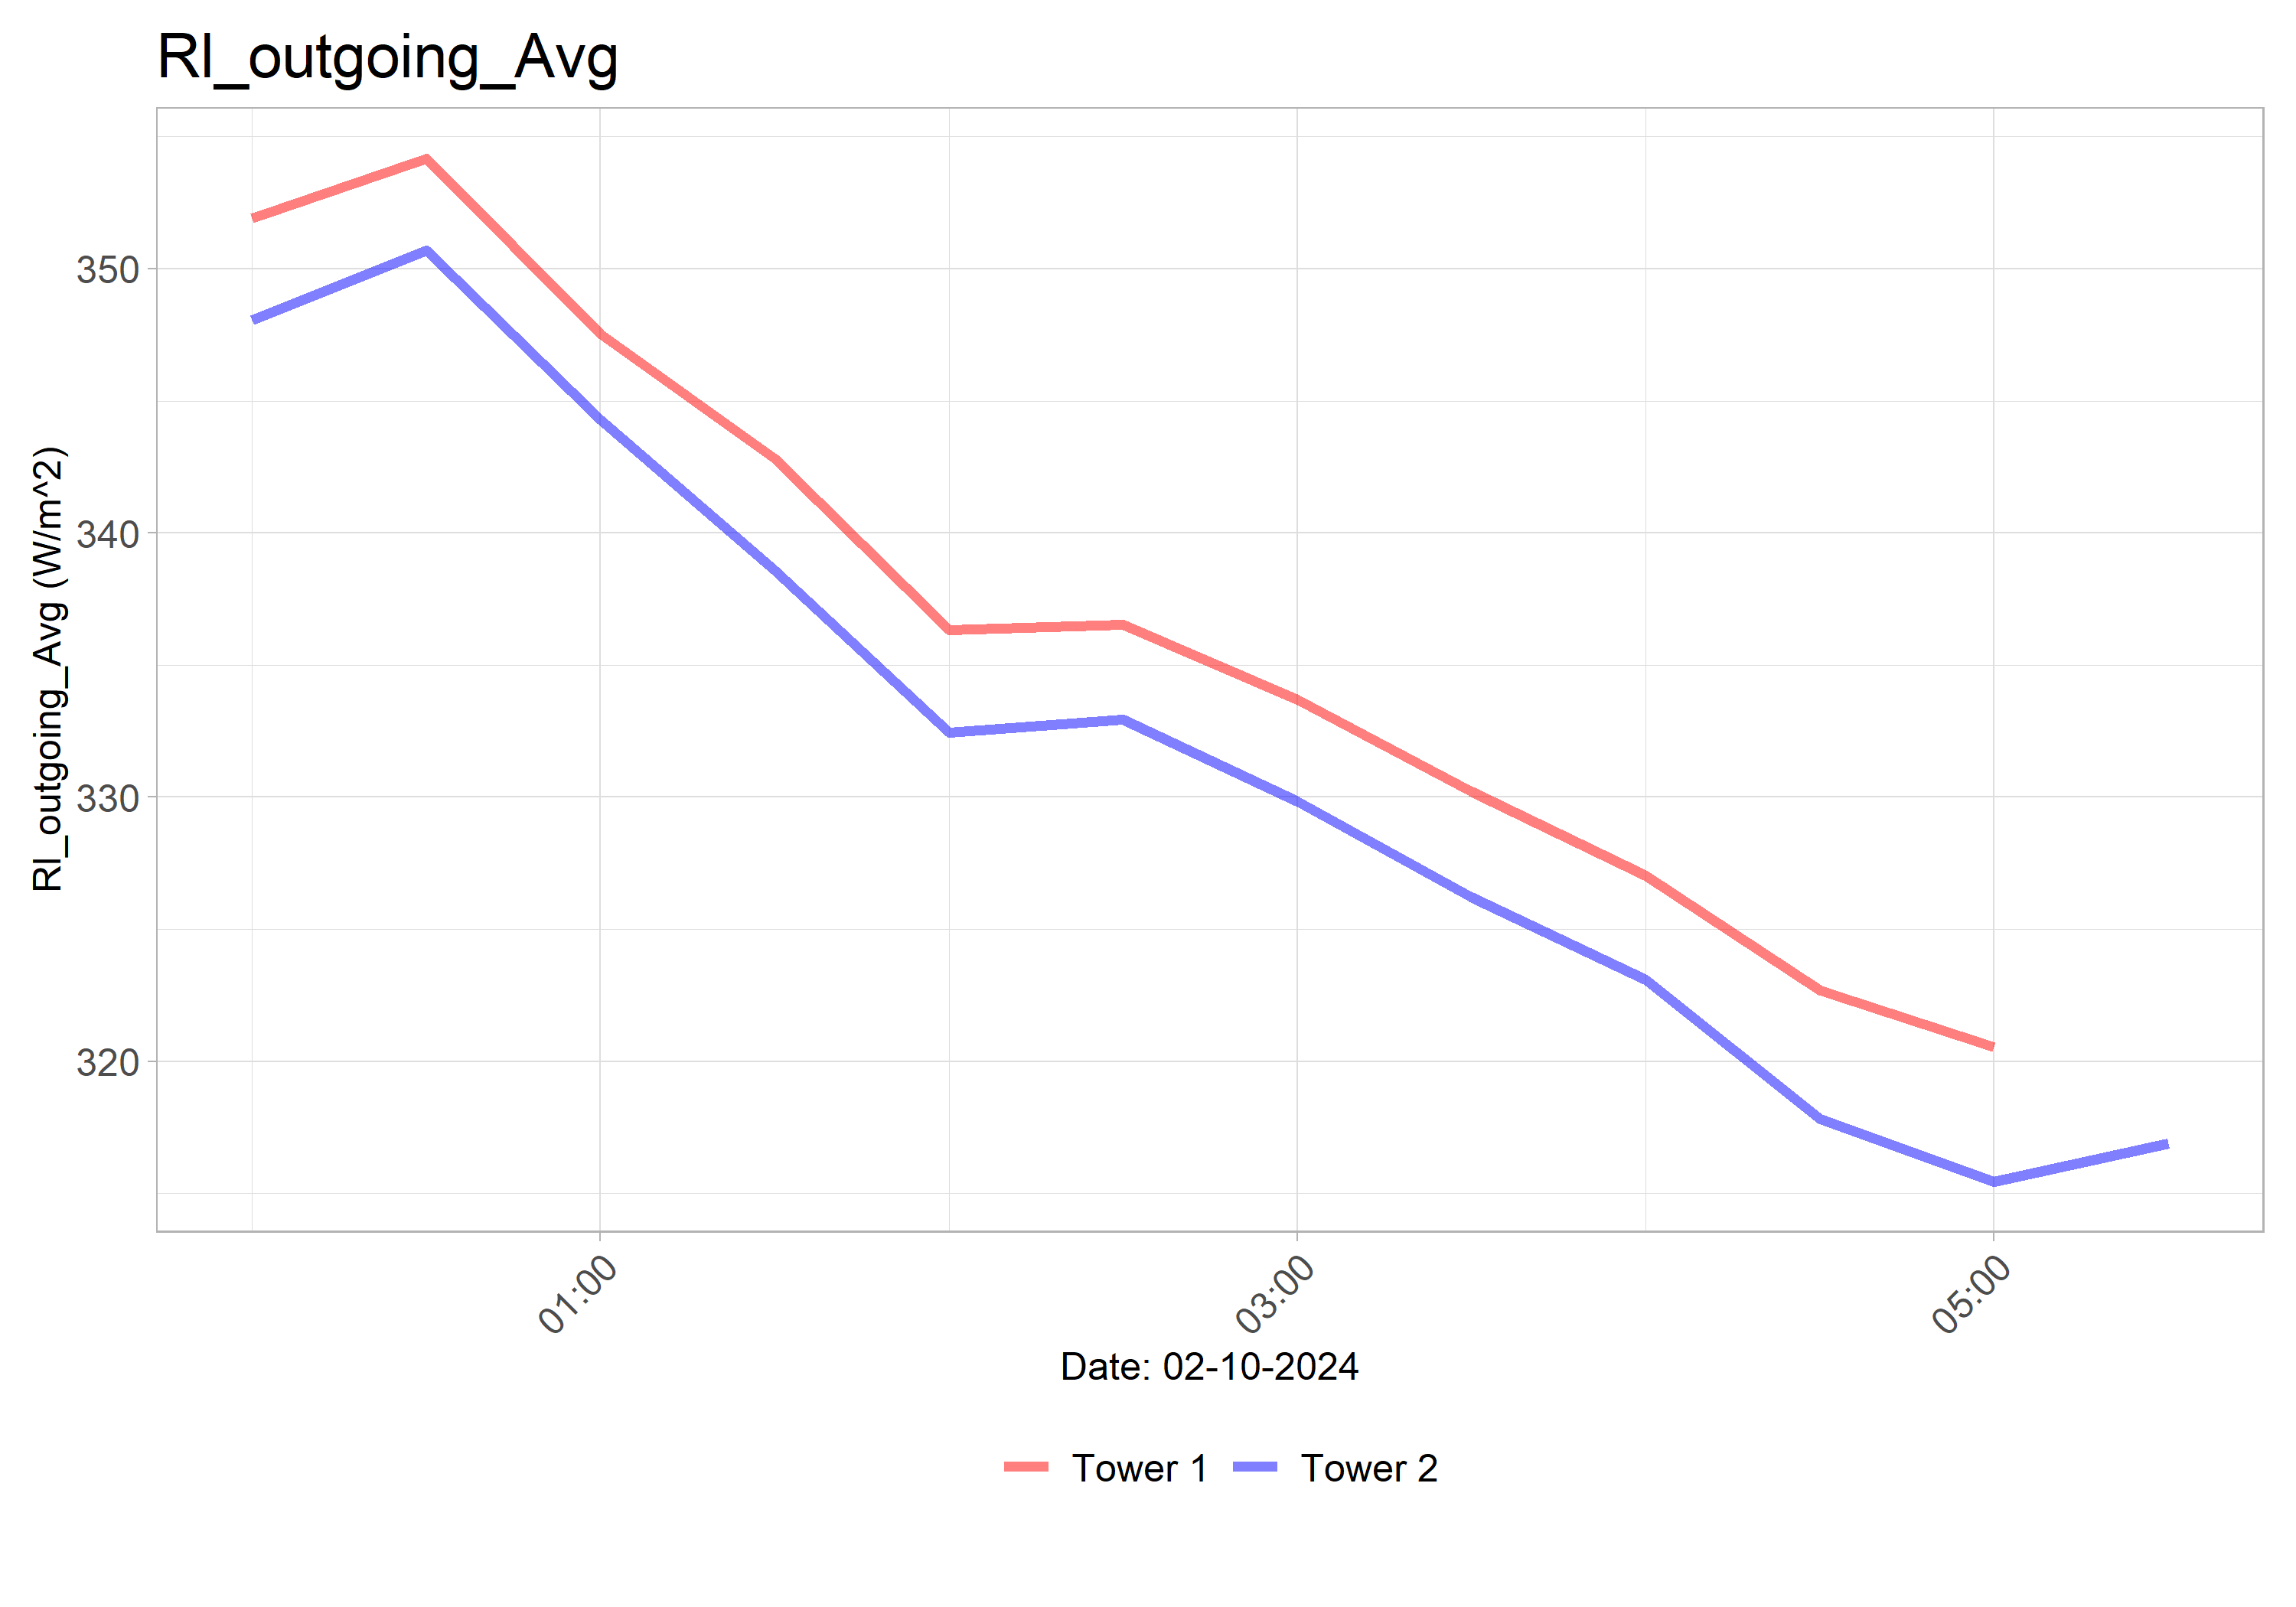 Rl_outgoing_Avg
Rl_outgoing_Avg (W/m^2)
350
340
330
320
01:00
03:00
05:00
Date: 02-10-2024
Tower 1
Tower 2